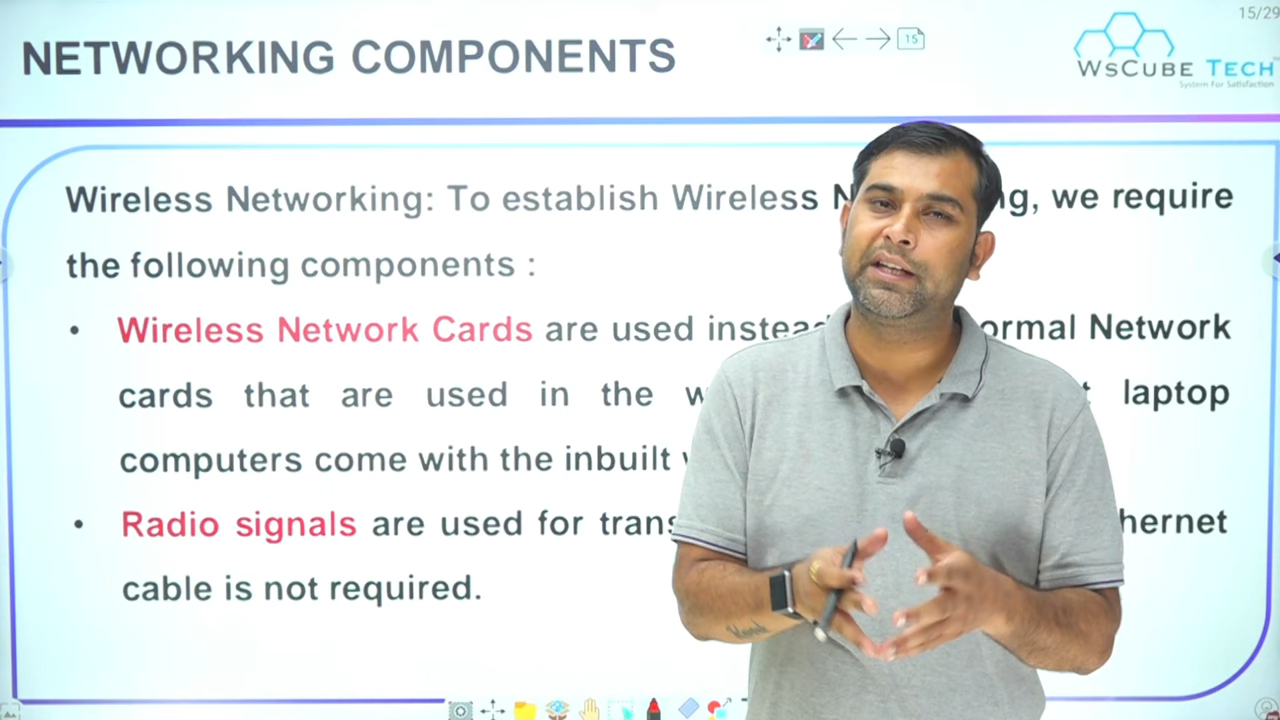 15/29
NETWORKING COMPONENTS
15
WSCUBE TECH
System For Satisfaction
Wireless Networking: To establish Wireless N ng, we require
the following components :
• Wireless Network Cards are used instead ormal Network
cards that are used in the laptop
computers come with the inbuilt
• Radio signals are used for trans hernet
cable is not required.